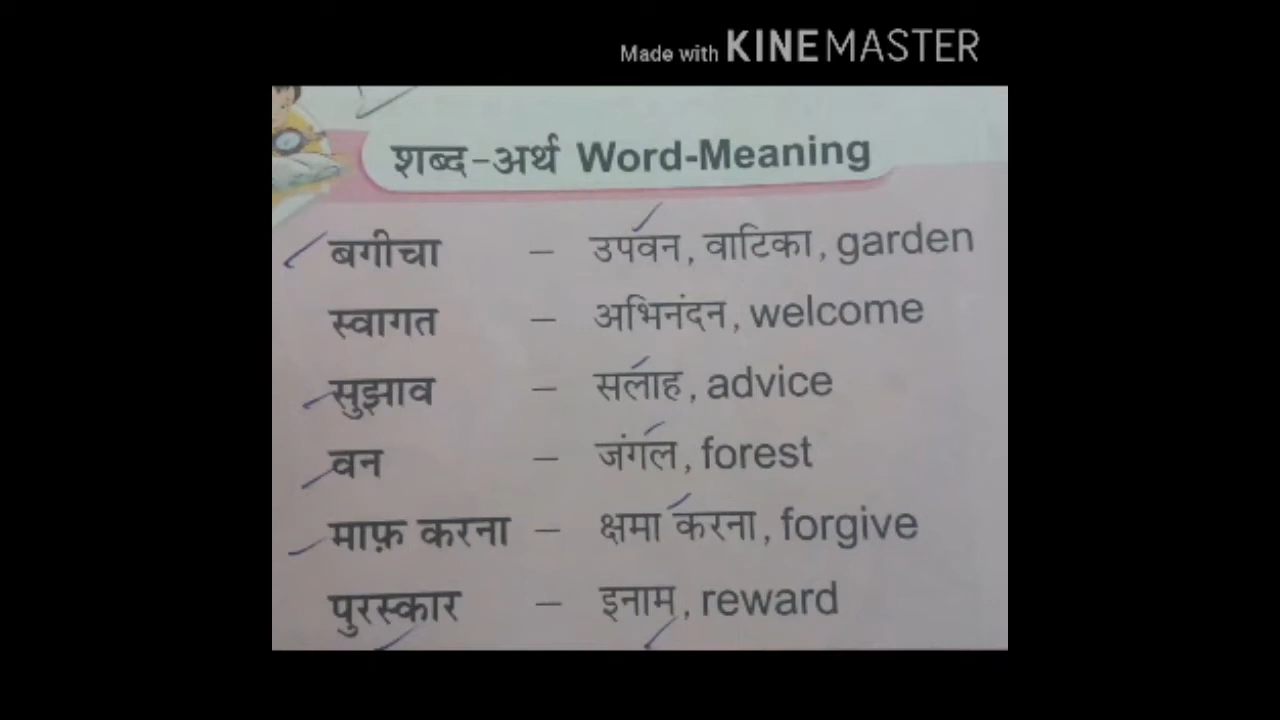 Made with KINEMASTER
शब्द-अर्थ Word-Meaning
बगीचा – उपवन, वाटिका, garden
स्वागत – अभिनंदन, welcome
सुझाव – सलाह, advice
वन – जंगल, forest
माफ़ करना – क्षमा करना, forgive
पुरस्कार – इनाम, reward